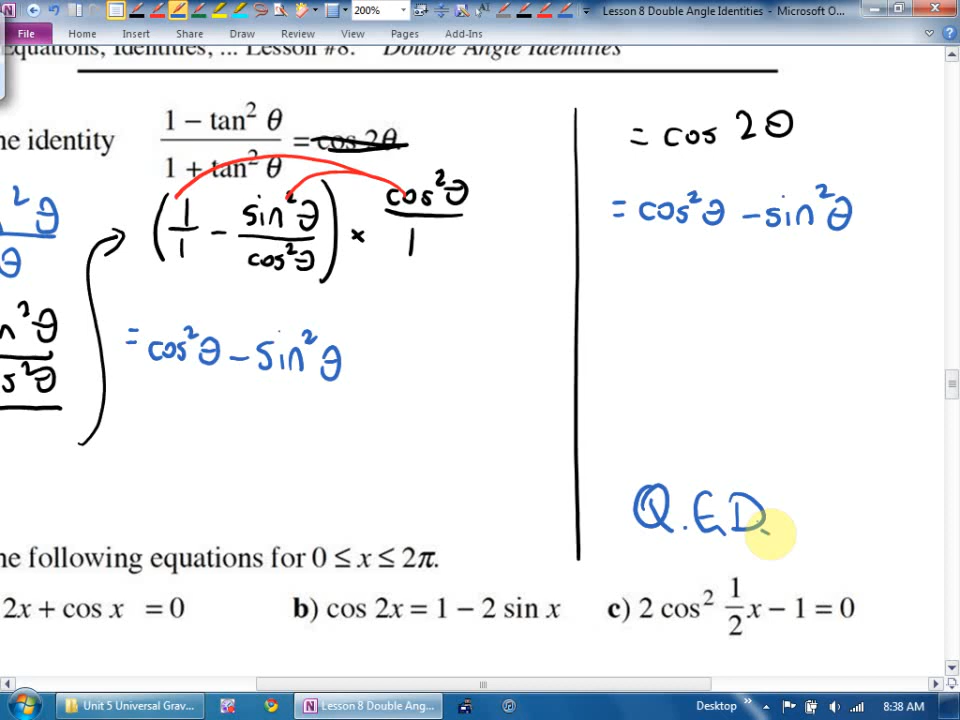 200%
Lesson 8 Double Angle Identities - Microsoft O...
File Home Insert Share Draw Review View Pages Add-Ins
Equations, Identities, ... Lesson #8: Double Angle Identities
he identity (1 − tan² θ)/(1 + tan² θ) = cos 2θ
(1/1 − sin²θ/cos²θ) × cos²θ/1
= cos²θ − sin²θ
= cos 2θ
= cos²θ − sin²θ
Q.E.D.
he following equations for 0 ≤ x ≤ 2π.
2x + cos x = 0
b) cos 2x = 1 − 2 sin x
c) 2 cos² 1/2 x − 1 = 0
Unit 5 Universal Grav... Lesson 8 Double Ang... Desktop » 8:38 AM